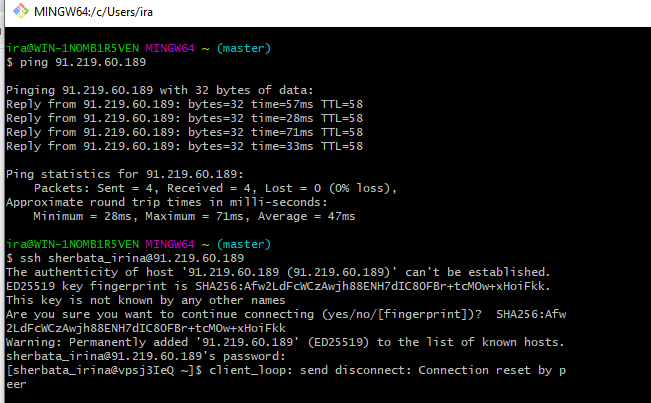 MINGW64:/c/Users/ira
ira@WIN-1NOMB1R5VEN MINGW64 ~ (master)
$ ping 91.219.60.189
Pinging 91.219.60.189 with 32 bytes of data:
Reply from 91.219.60.189: bytes=32 time=57ms TTL=58
Reply from 91.219.60.189: bytes=32 time=28ms TTL=58
Reply from 91.219.60.189: bytes=32 time=71ms TTL=58
Reply from 91.219.60.189: bytes=32 time=33ms TTL=58
Ping statistics for 91.219.60.189:
    Packets: Sent = 4, Received = 4, Lost = 0 (0% loss),
Approximate round trip times in milli-seconds:
    Minimum = 28ms, Maximum = 71ms, Average = 47ms
ira@WIN-1NOMB1R5VEN MINGW64 ~ (master)
$ ssh sherbata_irina@91.219.60.189
The authenticity of host '91.219.60.189 (91.219.60.189)' can't be established.
ED25519 key fingerprint is SHA256:Afw2LdFcWCzAwjh88ENH7dIC8OFBr+tcMOw+xHoiFkk.
This key is not known by any other names
Are you sure you want to continue connecting (yes/no/[fingerprint])?  SHA256:Afw
2LdFcWCzAwjh88ENH7dIC8OFBr+tcMOw+xHoiFkk
Warning: Permanently added '91.219.60.189' (ED25519) to the list of known hosts.
sherbata_irina@91.219.60.189's password:
[sherbata_irina@vpsj3IeQ ~]$ client_loop: send disconnect: Connection reset by p
eer